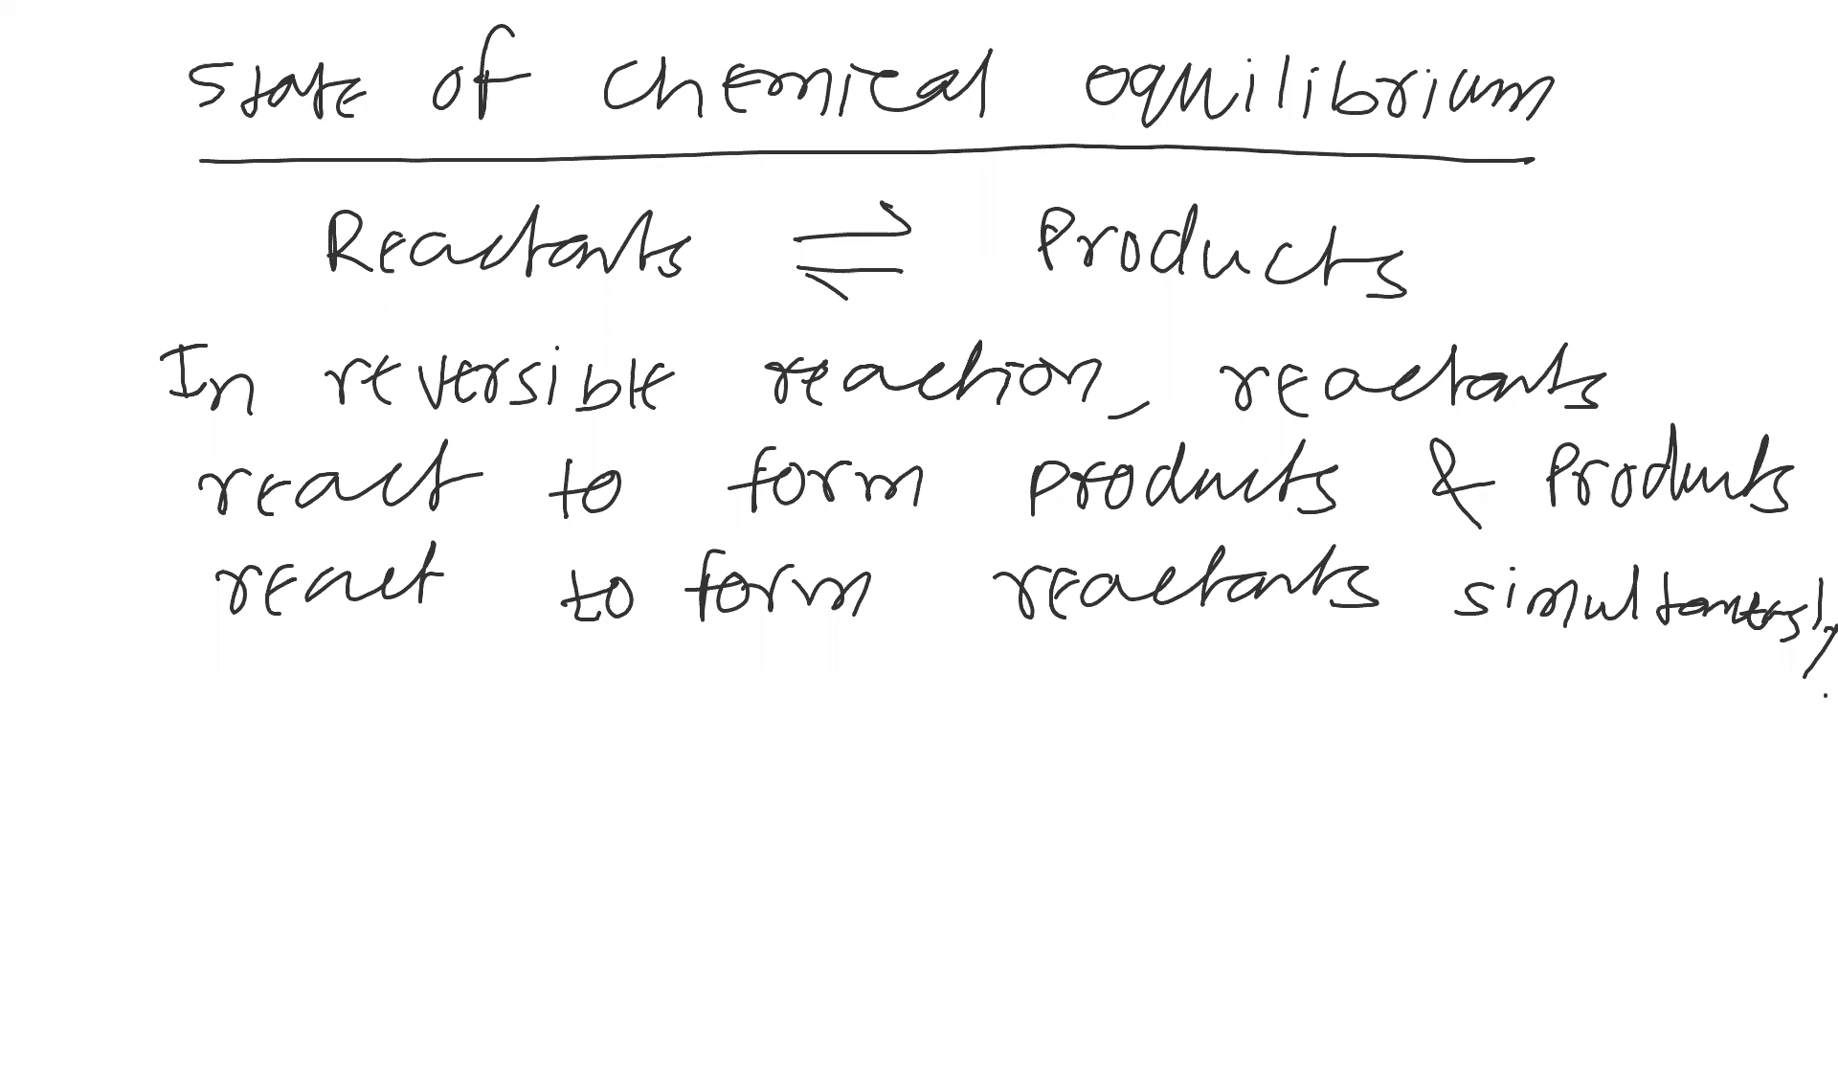 State of chemical equilibrium
Reactants ⇌ Products
In reversible reaction, reactants
react to form products & Products
react to form reactants simultaneously.